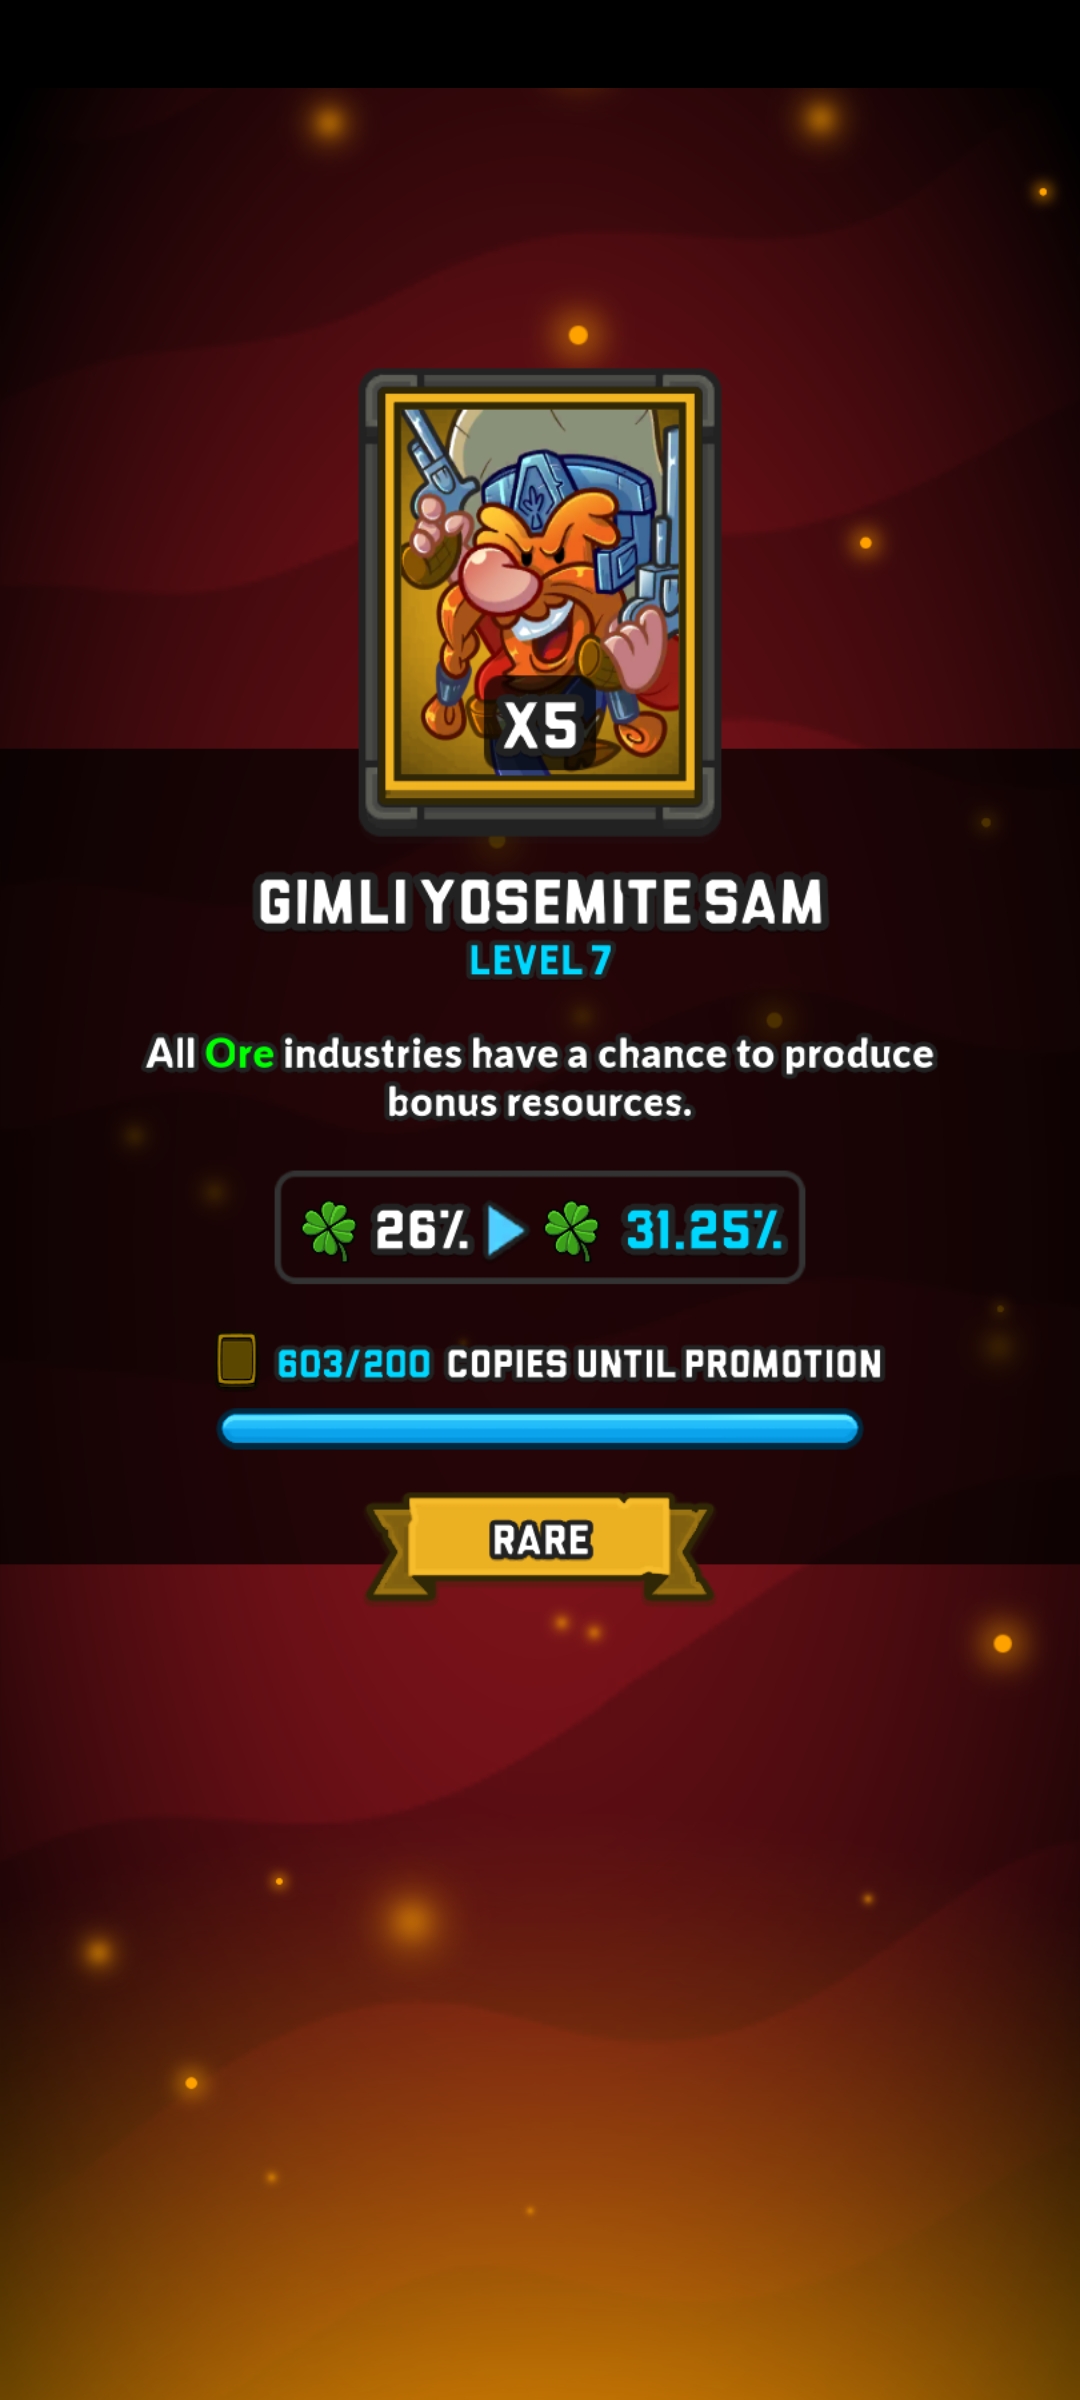 X5
GIMLI YOSEMITE SAM
LEVEL 7
All Ore industries have a chance to produce
bonus resources.
26% 31.25%
603/200 COPIES UNTIL PROMOTION
RARE